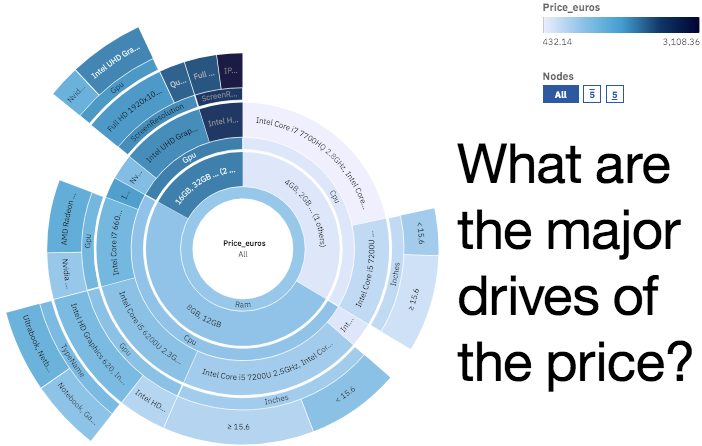 Price_euros
432.14
3,108.36
Nodes
All
5
5
What are
the major
drives of
the price?
Price_euros
All
Ram
4GB, 2GB ... (1 others)
8GB, 12GB
16GB, 32GB ... (2 ...
Cpu
Intel Core i7 7700HQ 2.8GHz, Intel Core...
Intel Core i5 7200U ...
Inches
< 15.6
≥ 15.6
Int...
Cpu
Intel Core i5 7200U 2.5GHz, Intel Cor...
Inches
< 15.6
≥ 15.6
Intel HD...
Intel Core i5 6200U 2.3G...
Gpu
Intel HD Graphics 620, In...
TypeName
Notebook, Ga...
Ultrabook, Netb...
Intel Core i7 660...
Gpu
Nvidia ...
AMD Radeon ...
I...
Gpu
Nv...
Intel UHD Grap...
Intel H...
ScreenResolution
Full HD 1920x10...
Gpu
Nvid...
Intel UHD Gra...
Qu...
Full ...
ScreenR...
IP...